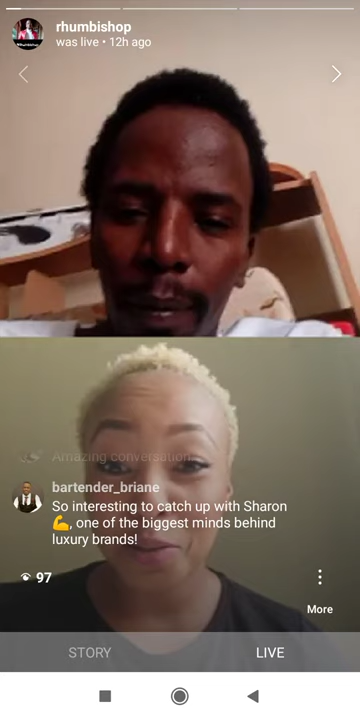 rhumbishop
was live • 12h ago
Amazing conversation
bartender_briane
So interesting to catch up with Sharon
💪, one of the biggest minds behind
luxury brands!
97
More
STORY
LIVE